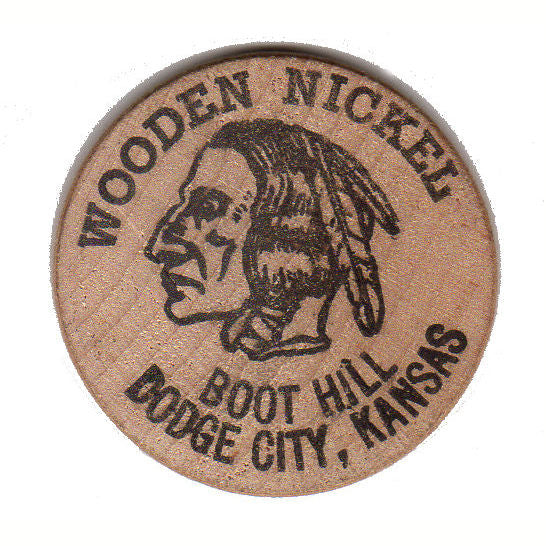 WOODEN NICKEL
BOOT HILL
DODGE CITY, KANSAS